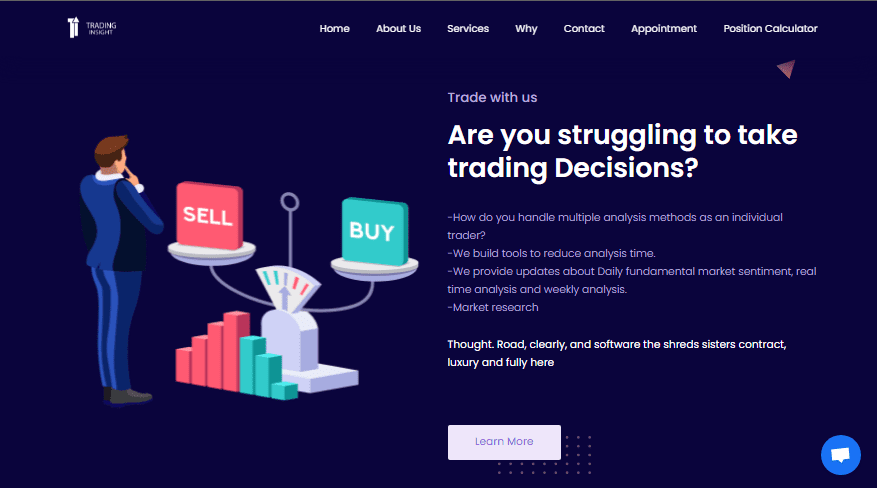 TRADING
INSIGHT
Home About Us Services Why Contact Appointment Position Calculator
Trade with us
Are you struggling to take
trading Decisions?
-How do you handle multiple analysis methods as an individual
trader?
-We build tools to reduce analysis time.
-We provide updates about Daily fundamental market sentiment, real
time analysis and weekly analysis.
-Market research
Thought. Road, clearly, and software the shreds sisters contract,
luxury and fully here
Learn More
SELL
BUY